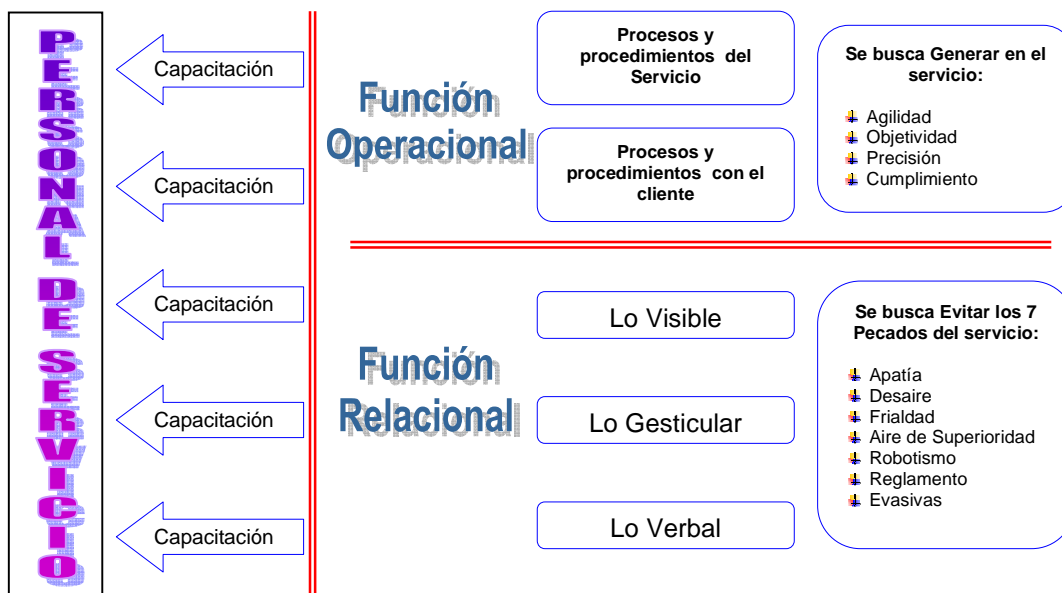 PERSONAL DE SERVICIO
Capacitación
Capacitación
Capacitación
Capacitación
Capacitación
Función
Operacional
Procesos y
procedimientos del
Servicio
Procesos y
procedimientos con el
cliente
Se busca Generar en el
servicio:
Agilidad
Objetividad
Precisión
Cumplimiento
Función
Relacional
Lo Visible
Lo Gesticular
Lo Verbal
Se busca Evitar los 7
Pecados del servicio:
Apatía
Desaire
Frialdad
Aire de Superioridad
Robotismo
Reglamento
Evasivas